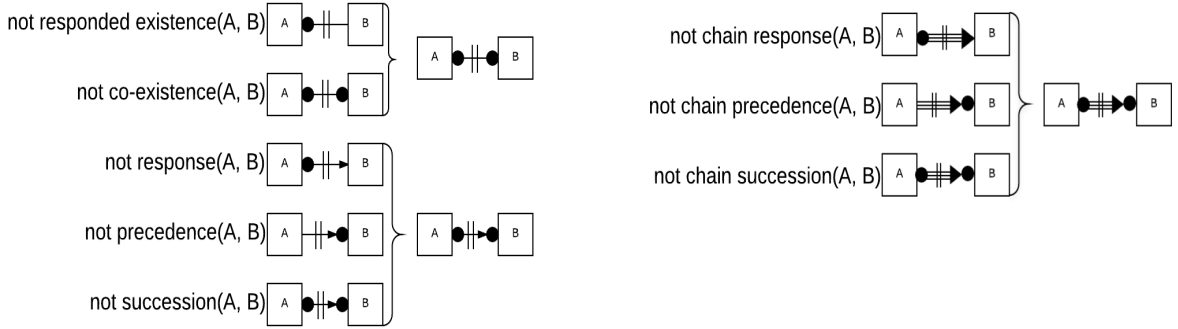 not responded existence(A, B) A B
A B
not co-existence(A, B) A B
not response(A, B) A B
not precedence(A, B) A B
A B
not succession(A, B) A B
not chain response(A, B) A B
not chain precedence(A, B) A B
A B
not chain succession(A, B) A B